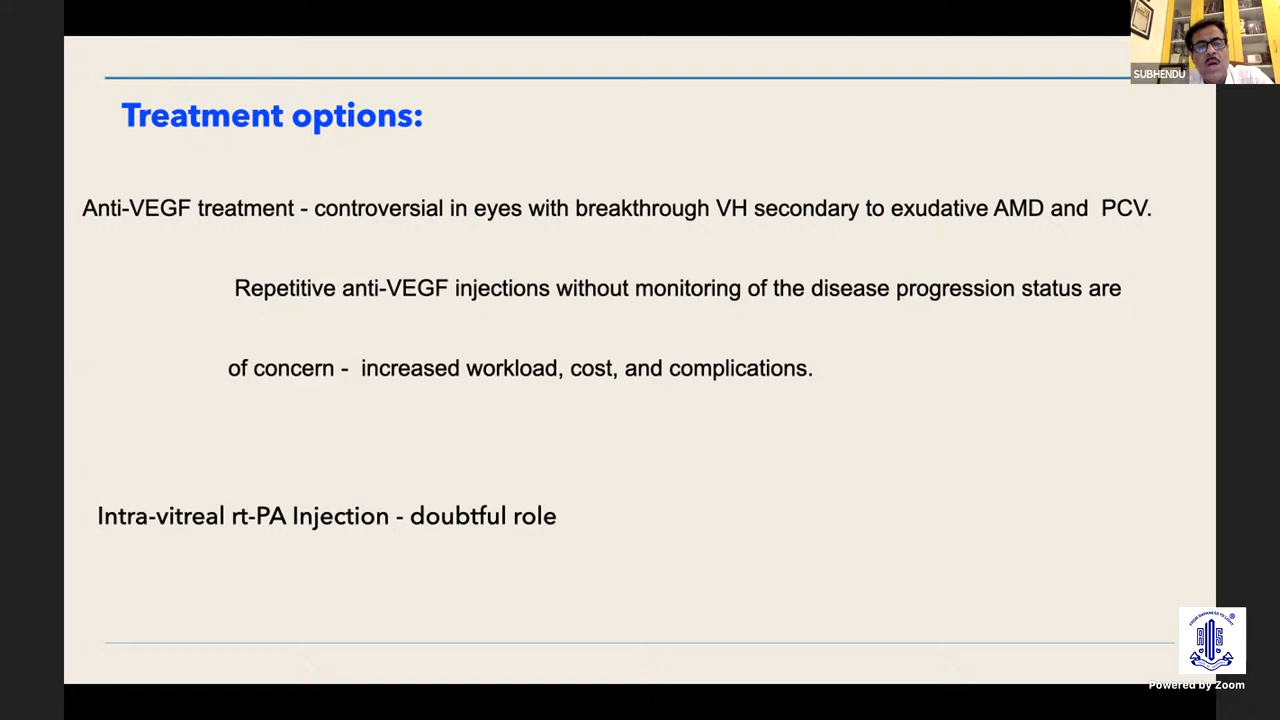 SUBHENDU
Treatment options:
Anti-VEGF treatment - controversial in eyes with breakthrough VH secondary to exudative AMD and PCV.
Repetitive anti-VEGF injections without monitoring of the disease progression status are
of concern - increased workload, cost, and complications.
Intra-vitreal rt-PA Injection - doubtful role
Powered by Zoom